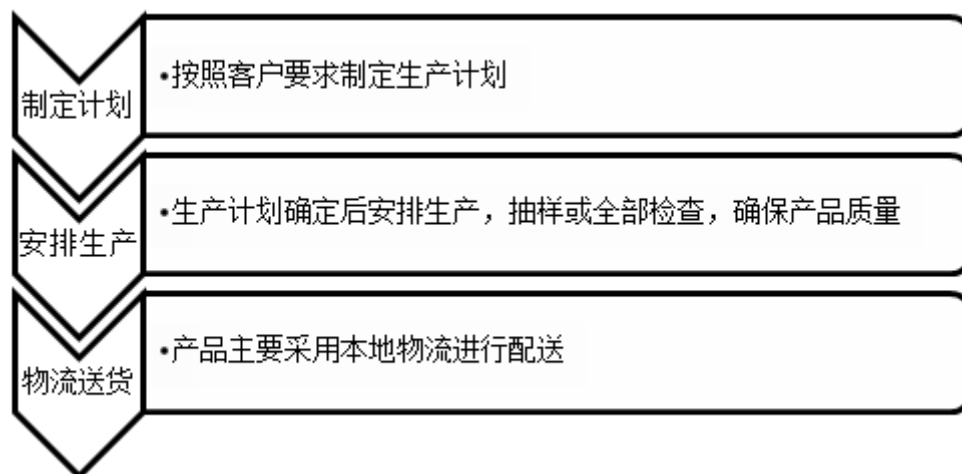 制定计划
•按照客户要求制定生产计划
安排生产
•生产计划确定后安排生产，抽样或全部检查，确保产品质量
物流送货
•产品主要采用本地物流进行配送